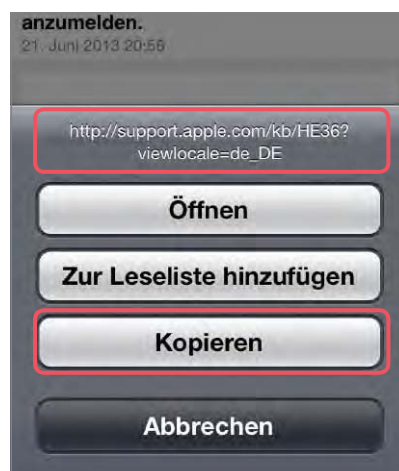 anzumelden.
21. Juni 2013 20:56
http://support.apple.com/kb/HE36?
viewlocale=de_DE
Öffnen
Zur Leseliste hinzufügen
Kopieren
Abbrechen